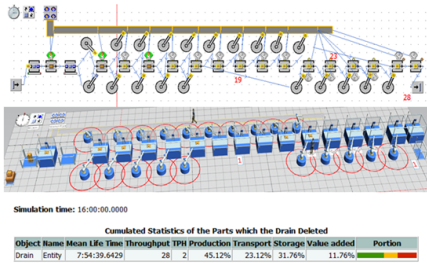 23
19
28
1
1
Simulation time: 16:00:00.0000
Cumulated Statistics of the Parts which the Drain Deleted
Object Name Mean Life Time Throughput TPH Production Transport Storage Value added Portion
Drain Entity 7:54:39.6429 28 2 45.12% 23.12% 31.76% 11.76%